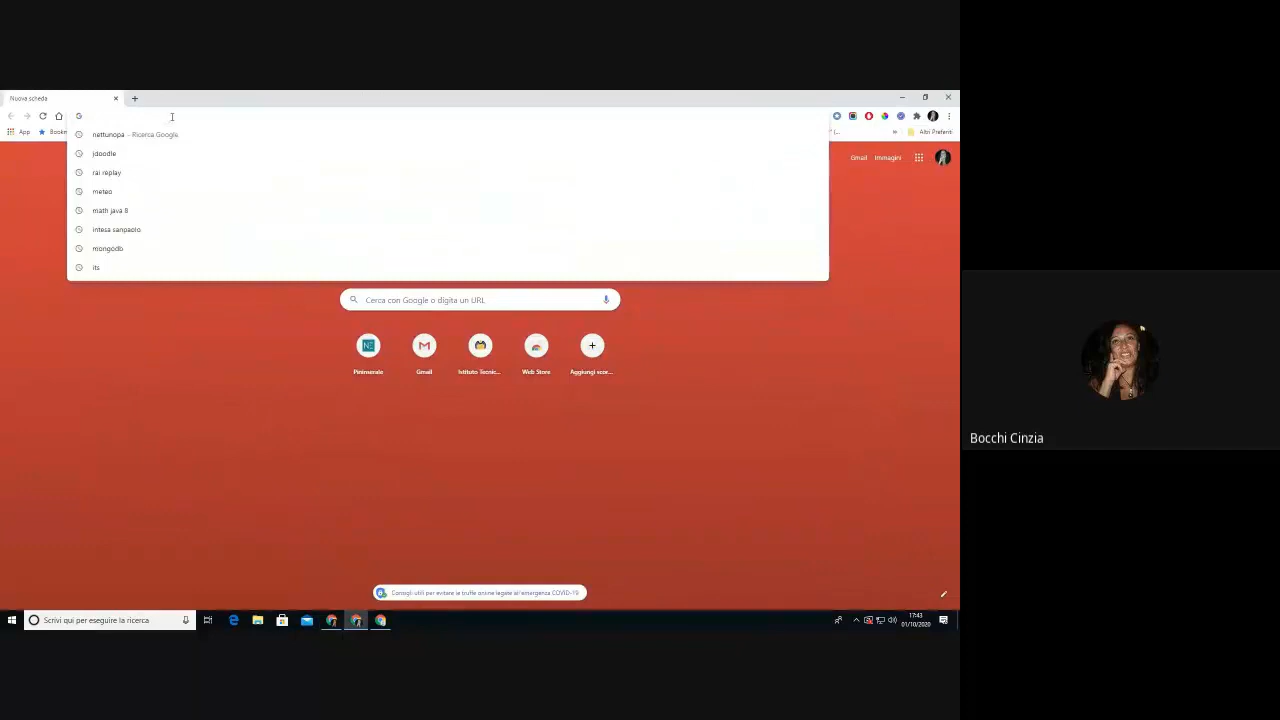 Nuova scheda
App
Bookm
Altri Preferiti
nettunopa - Ricerca Google
jdoodle
rai replay
meteo
math java 8
intesa sanpaolo
mongodb
its
Gmail Immagini
Cerca con Google o digita un URL
Pinimerale
Gmail
Istituto Tecnic...
Web Store
Aggiungi scor...
Consigli utili per evitare le truffe online legate all'emergenza COVID-19
Scrivi qui per eseguire la ricerca
17:43
01/10/2020
Bocchi Cinzia